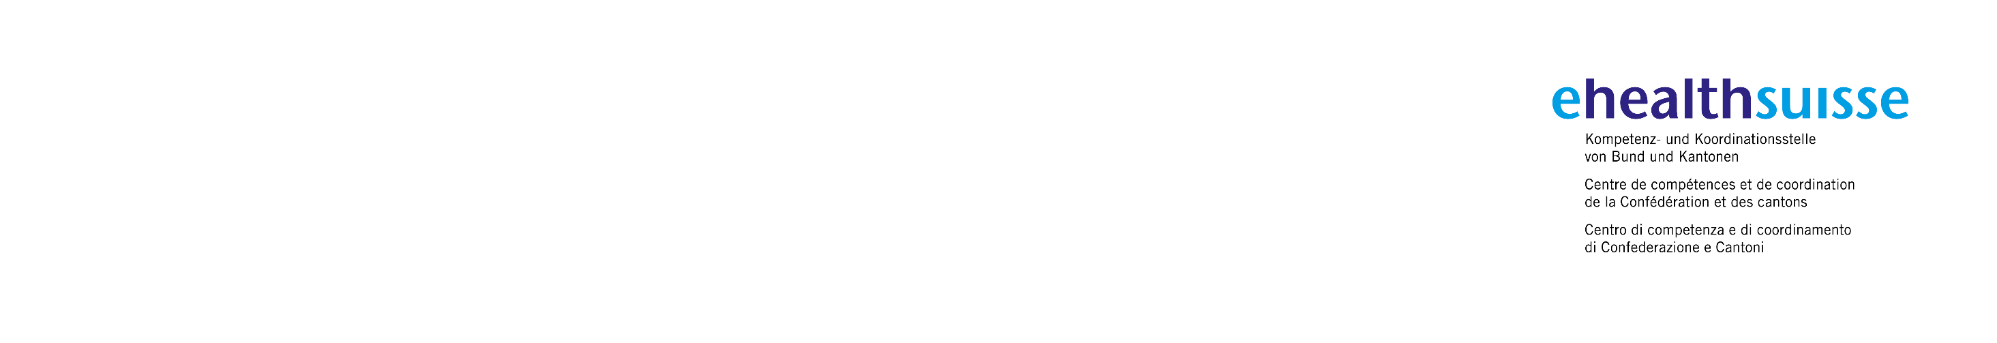 ehealthsuisse
Kompetenz- und Koordinationsstelle
von Bund und Kantonen
Centre de compétences et de coordination
de la Confédération et des cantons
Centro di competenza e di coordinamento
di Confederazione e Cantoni